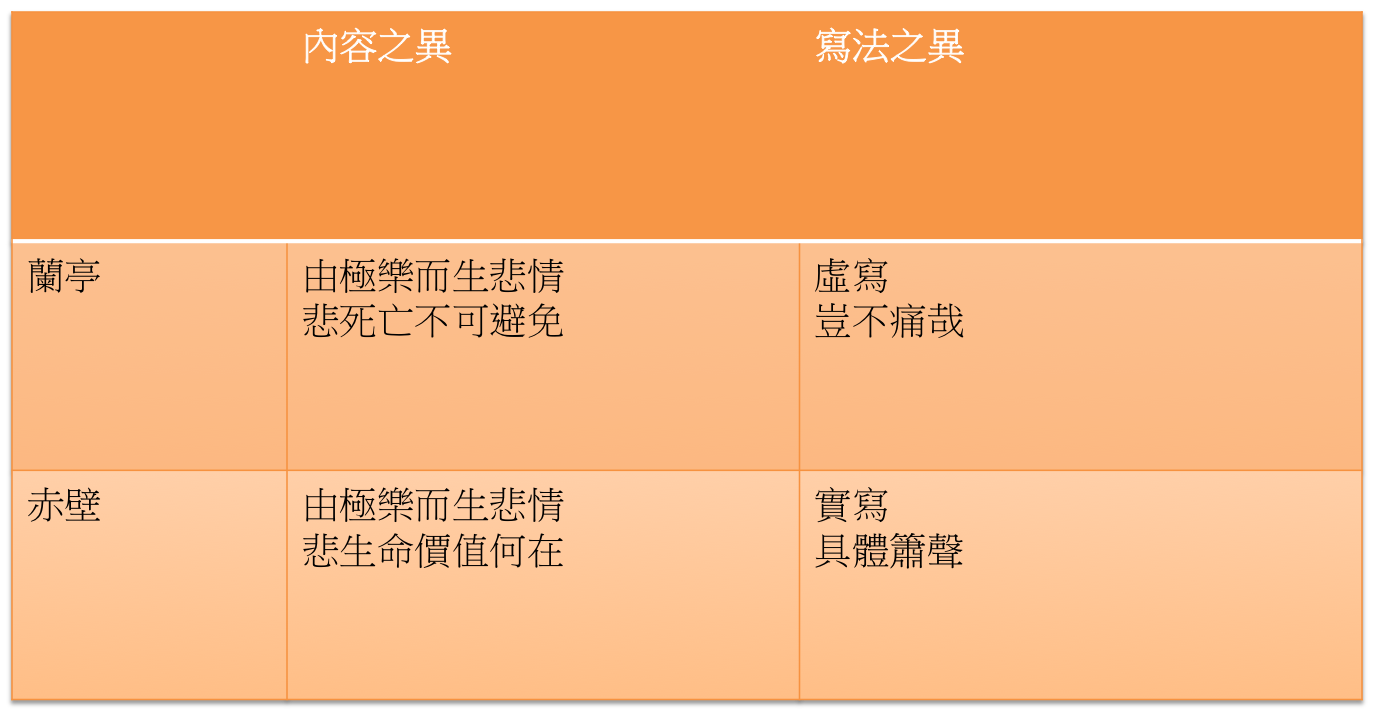 內容之異
寫法之異
蘭亭
由極樂而生悲情
悲死亡不可避免
虛寫
豈不痛哉
赤壁
由極樂而生悲情
悲生命價值何在
實寫
具體簫聲